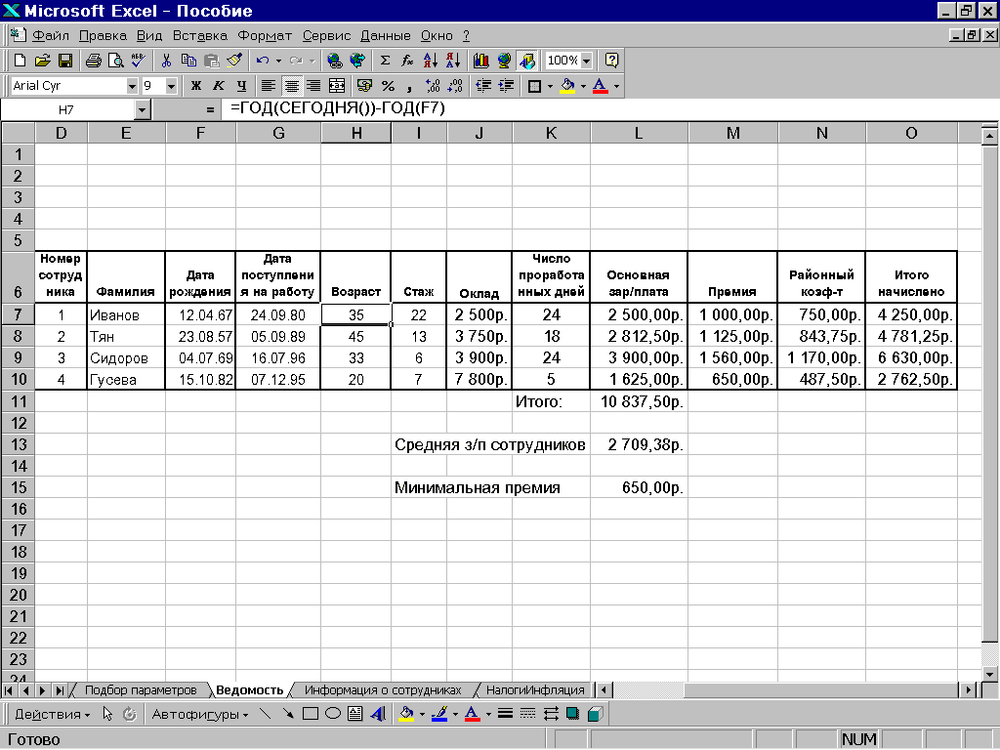 Microsoft Excel - Пособие
Файл Правка Вид Вставка Формат Сервис Данные Окно ?
100%
Arial Cyr 9 Ж К Ч
H7 = =ГОД(СЕГОДНЯ())-ГОД(F7)
D E F G H I J K L M N O
1
2
3
4
5
6 Номер сотруд ника Фамилия Дата рождения Дата поступлени я на работу Возраст Стаж Оклад Число проработа нных дней Основная зар/плата Премия Районный коэф-т Итого начислено
7 1 Иванов 12.04.67 24.09.80 35 22 2 500р. 24 2 500,00р. 1 000,00р. 750,00р. 4 250,00р.
8 2 Тян 23.08.57 05.09.89 45 13 3 750р. 18 2 812,50р. 1 125,00р. 843,75р. 4 781,25р.
9 3 Сидоров 04.07.69 16.07.96 33 6 3 900р. 24 3 900,00р. 1 560,00р. 1 170,00р. 6 630,00р.
10 4 Гусева 15.10.82 07.12.95 20 7 7 800р. 5 1 625,00р. 650,00р. 487,50р. 2 762,50р.
11 Итого: 10 837,50р.
12
13 Средняя з/п сотрудников 2 709,38р.
14
15 Минимальная премия 650,00р.
16
17
18
19
20
21
22
23
24
Подбор параметров Ведомость Информация о сотрудниках НалогиИнфляция
Действия Автофигуры
Готово NUM